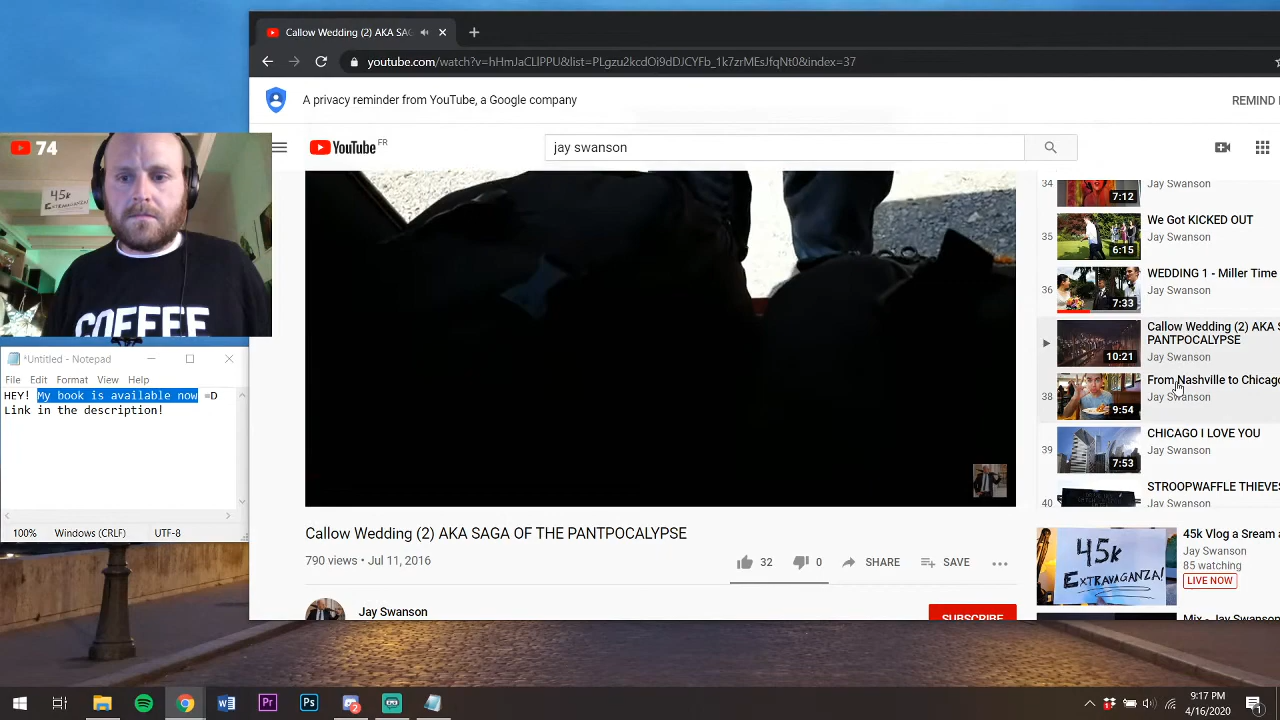 Callow Wedding (2) AKA SAG
youtube.com/watch?v=hHmJaCLlPPU&list=PLgzu2kcdOi9dDJCYFb_1k7zrMEsJfqNt0&index=37
A privacy reminder from YouTube, a Google company
REMIND
YouTube FR
jay swanson
74
45k
EXTRAVAGANZA!
COFFEE
*Untitled - Notepad
File Edit Format View Help
HEY! My book is available now =D
Link in the description!
100% Windows (CRLF) UTF-8
34
7:12
Jay Swanson
35
6:15
We Got KICKED OUT
Jay Swanson
36
7:33
WEDDING 1 - Miller Time
Jay Swanson
10:21
Callow Wedding (2) AKA S
PANTPOCALYPSE
Jay Swanson
38
9:54
From Nashville to Chicago
Jay Swanson
39
7:53
CHICAGO I LOVE YOU
Jay Swanson
40
STROOPWAFFLE THIEVES
Jay Swanson
Callow Wedding (2) AKA SAGA OF THE PANTPOCALYPSE
790 views • Jul 11, 2016
32 0 SHARE SAVE
Jay Swanson
SUBSCRIBE
45k
EXTRAVAGANZA!
45k Vlog a Sream a
Jay Swanson
85 watching
LIVE NOW
Mix - Jay Swanson
W Pr Ps 2
9:17 PM
4/16/2020
1